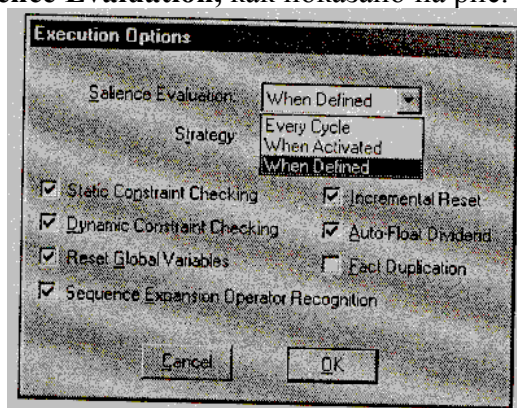 ence Evaluation, как показано на рис.
Execution Options
Salience Evaluation: When Defined
Strategy: Every Cycle
When Activated
When Defined
Static Constraint Checking Incremental Reset
Dynamic Constraint Checking Auto-Float Dividend
Reset Global Variables Fact Duplication
Sequence Expansion Operator Recognition
Cancel OK